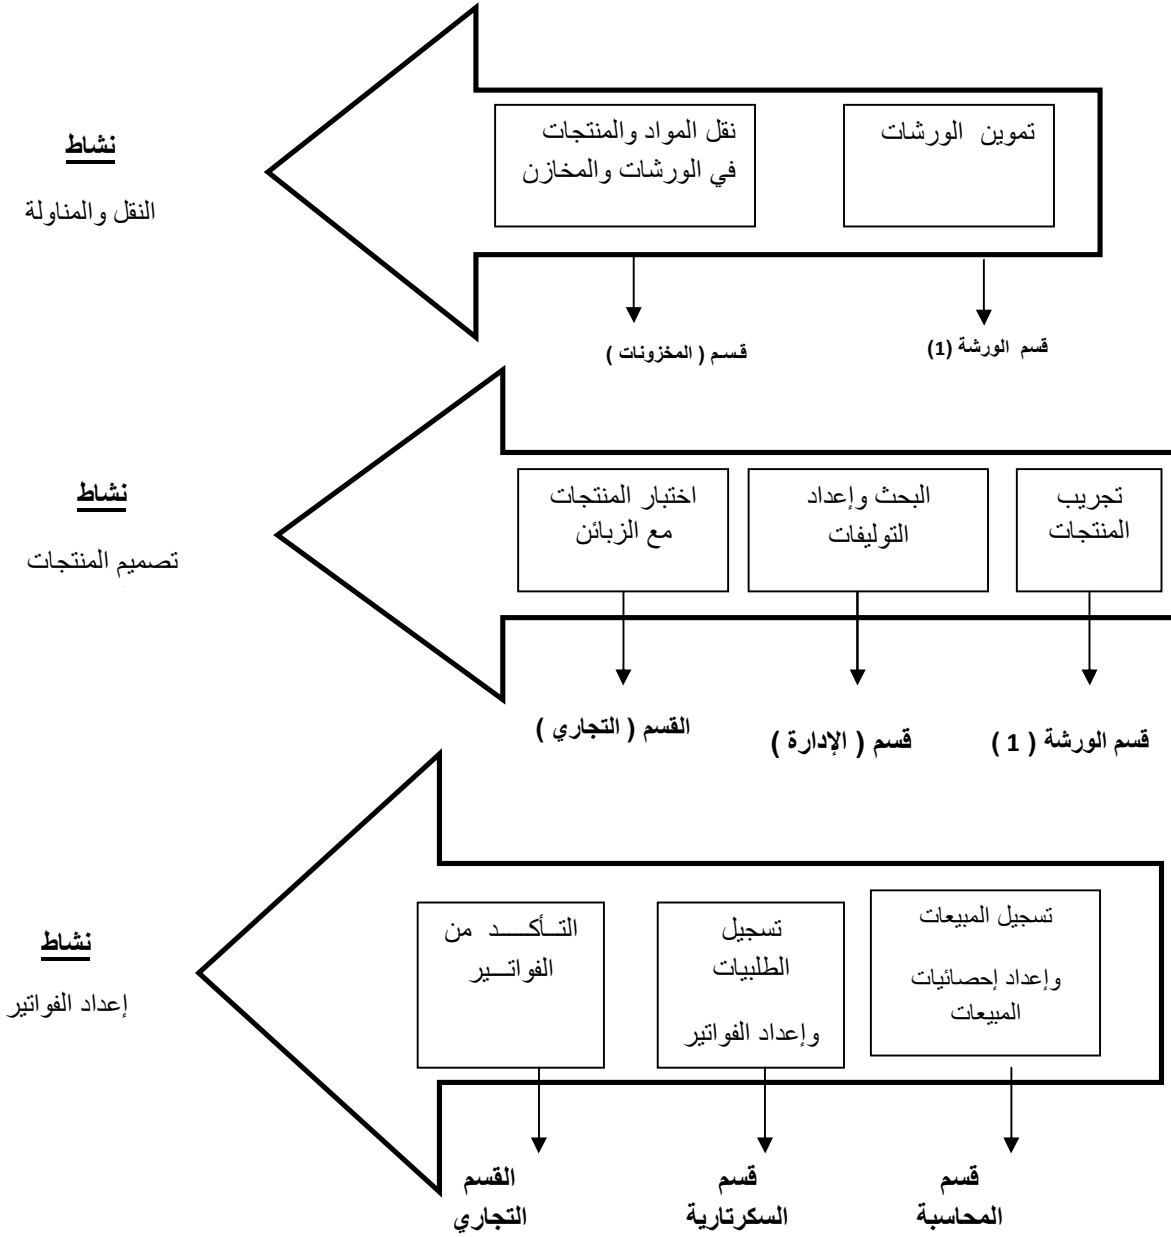 تموين الورشات
نقل المواد والمنتجات
في الورشات والمخازن
نشاط
النقل والمناولة
قسم الورشة (1)
قسم ( المخزونات )
تجريب
المنتجات
البحث وإعداد
التوليفات
اختبار المنتجات
مع الزبائن
نشاط
تصميم المنتجات
قسم الورشة ( 1 )
قسم ( الإدارة )
القسم ( التجاري )
تسجيل المبيعات
وإعداد إحصائيات
المبيعات
تسجيل
الطلبيات
وإعداد الفواتير
التــأكــــد من
الفواتـــير
نشاط
إعداد الفواتير
قسم
المحاسبة
قسم
السكرتارية
القسم
التجاري